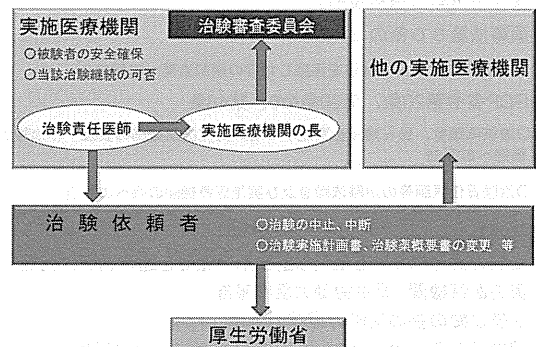 実施医療機関
治験審査委員会
○被験者の安全確保
○当該治験継続の可否
治験責任医師
実施医療機関の長
他の実施医療機関
治験依頼者
○治験の中止、中断
○治験実施計画書、治験薬概要書の変更 等
厚生労働省